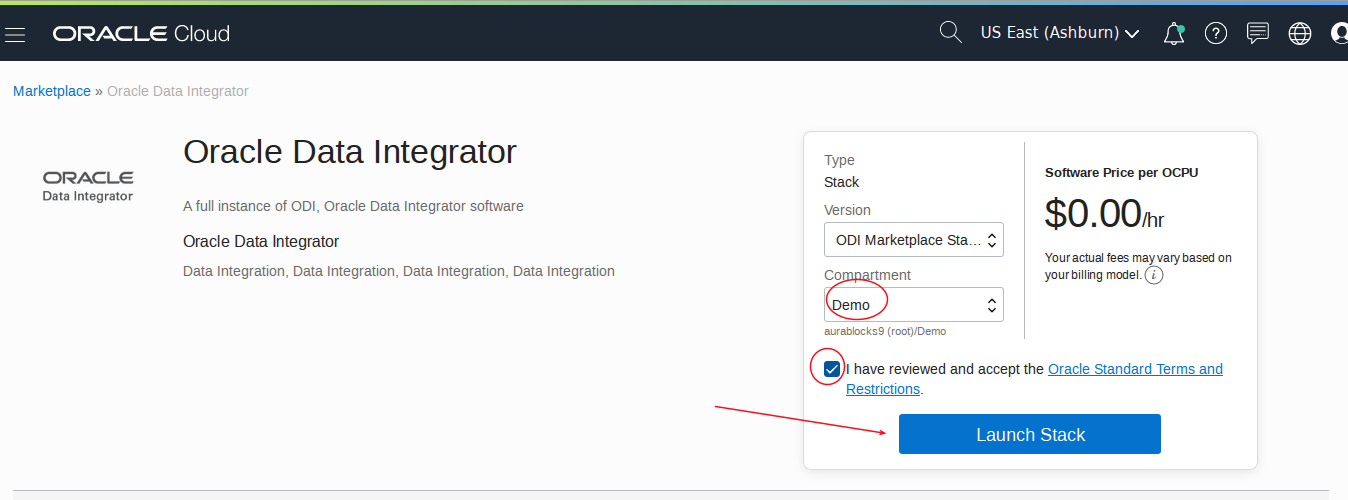 ORACLE Cloud
US East (Ashburn)
Marketplace » Oracle Data Integrator
ORACLE
Data Integrator
Oracle Data Integrator
A full instance of ODI, Oracle Data Integrator software
Oracle Data Integrator
Data Integration, Data Integration, Data Integration, Data Integration
Type
Stack
Version
ODI Marketplace Sta...
Compartment
Demo
aurablocks9 (root)/Demo
Software Price per OCPU
$0.00/hr
Your actual fees may vary based on
your billing model.
I have reviewed and accept the Oracle Standard Terms and
Restrictions.
Launch Stack